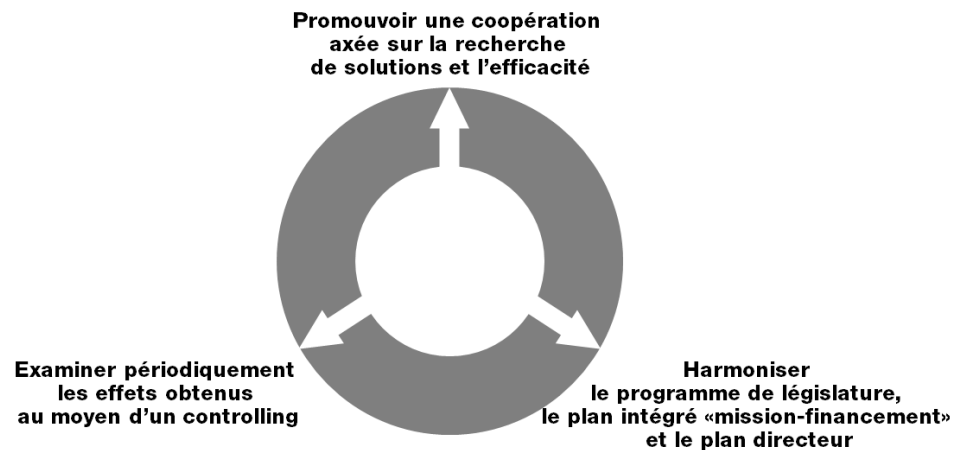 Promouvoir une coopération
axée sur la recherche
de solutions et l’efficacité
Examiner périodiquement
les effets obtenus
au moyen d’un controlling
Harmoniser
le programme de législature,
le plan intégré «mission-financement»
et le plan directeur